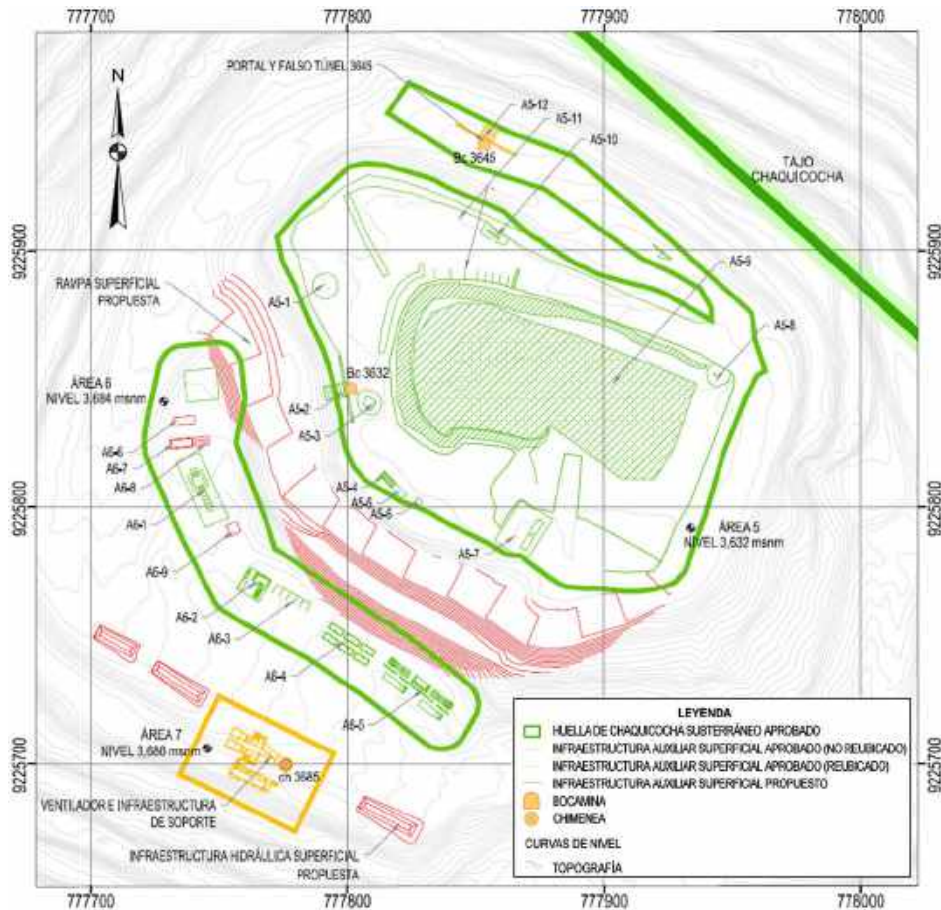 777700
777800
777900
778000
PORTAL Y FALSO TÚNEL 3645
N
A5-12
A5-11
A5-10
Bc 3645
TAJO
CHAQUICOCHA
9225900
9225900
A5-9
RAMPA SUPERFICIAL
PROPUESTA
A5-1
A5-8
Bc 3632
ÁREA 6
NIVEL 3,684 msnm
A5-2
A5-3
A6-6
A6-7
A6-8
A5-4
A5-5
A5-6
9225800
9225800
A6-1
A5-7
ÁREA 5
NIVEL 3,632 msnm
A6-9
A6-2
A6-3
A6-4
A6-5
ÁREA 7
NIVEL 3,686 msnm
ch 3685
9225700
9225700
VENTILADOR E INFRAESTRUCTURA
DE SOPORTE
INFRAESTRUCTURA HIDRÁULICA SUPERFICIAL
PROPUESTA
LEYENDA
HUELLA DE CHAQUICOCHA SUBTERRÁNEO APROBADO
INFRAESTRUCTURA AUXILIAR SUPERFICIAL APROBADO (NO REUBICADO)
INFRAESTRUCTURA AUXILIAR SUPERFICIAL APROBADO (REUBICADO)
INFRAESTRUCTURA AUXILIAR SUPERFICIAL PROPUESTO
BOCAMINA
CHIMENEA
CURVAS DE NIVEL
TOPOGRAFÍA
777700
777800
777900
778000